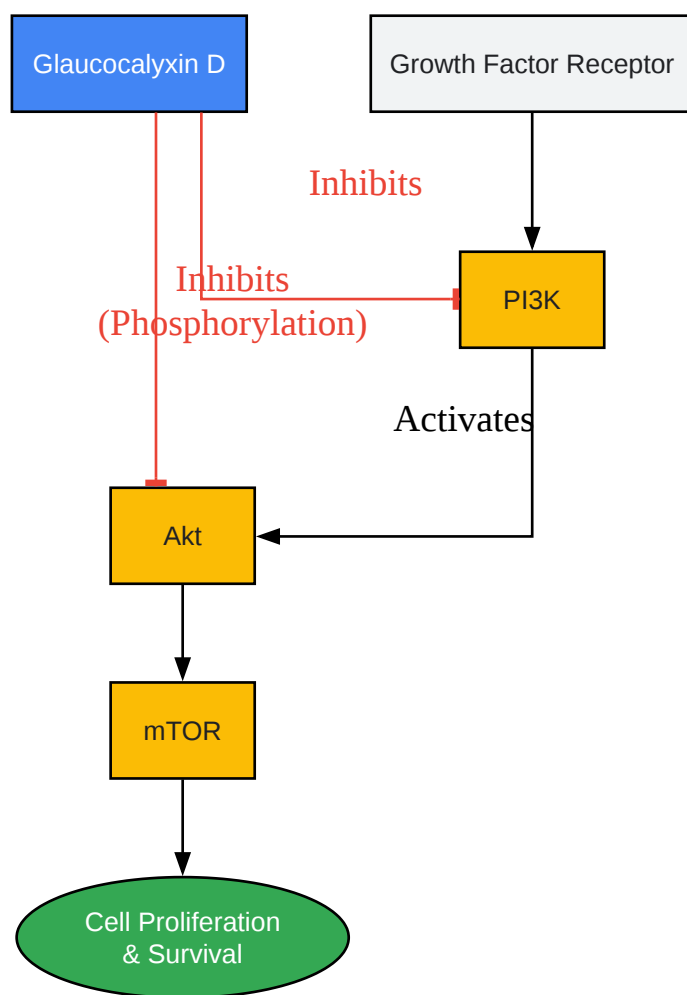 Glaucocalyxin D
Growth Factor Receptor
Inhibits
Inhibits
(Phosphorylation)
PI3K
Activates
Akt
mTOR
Cell Proliferation
& Survival